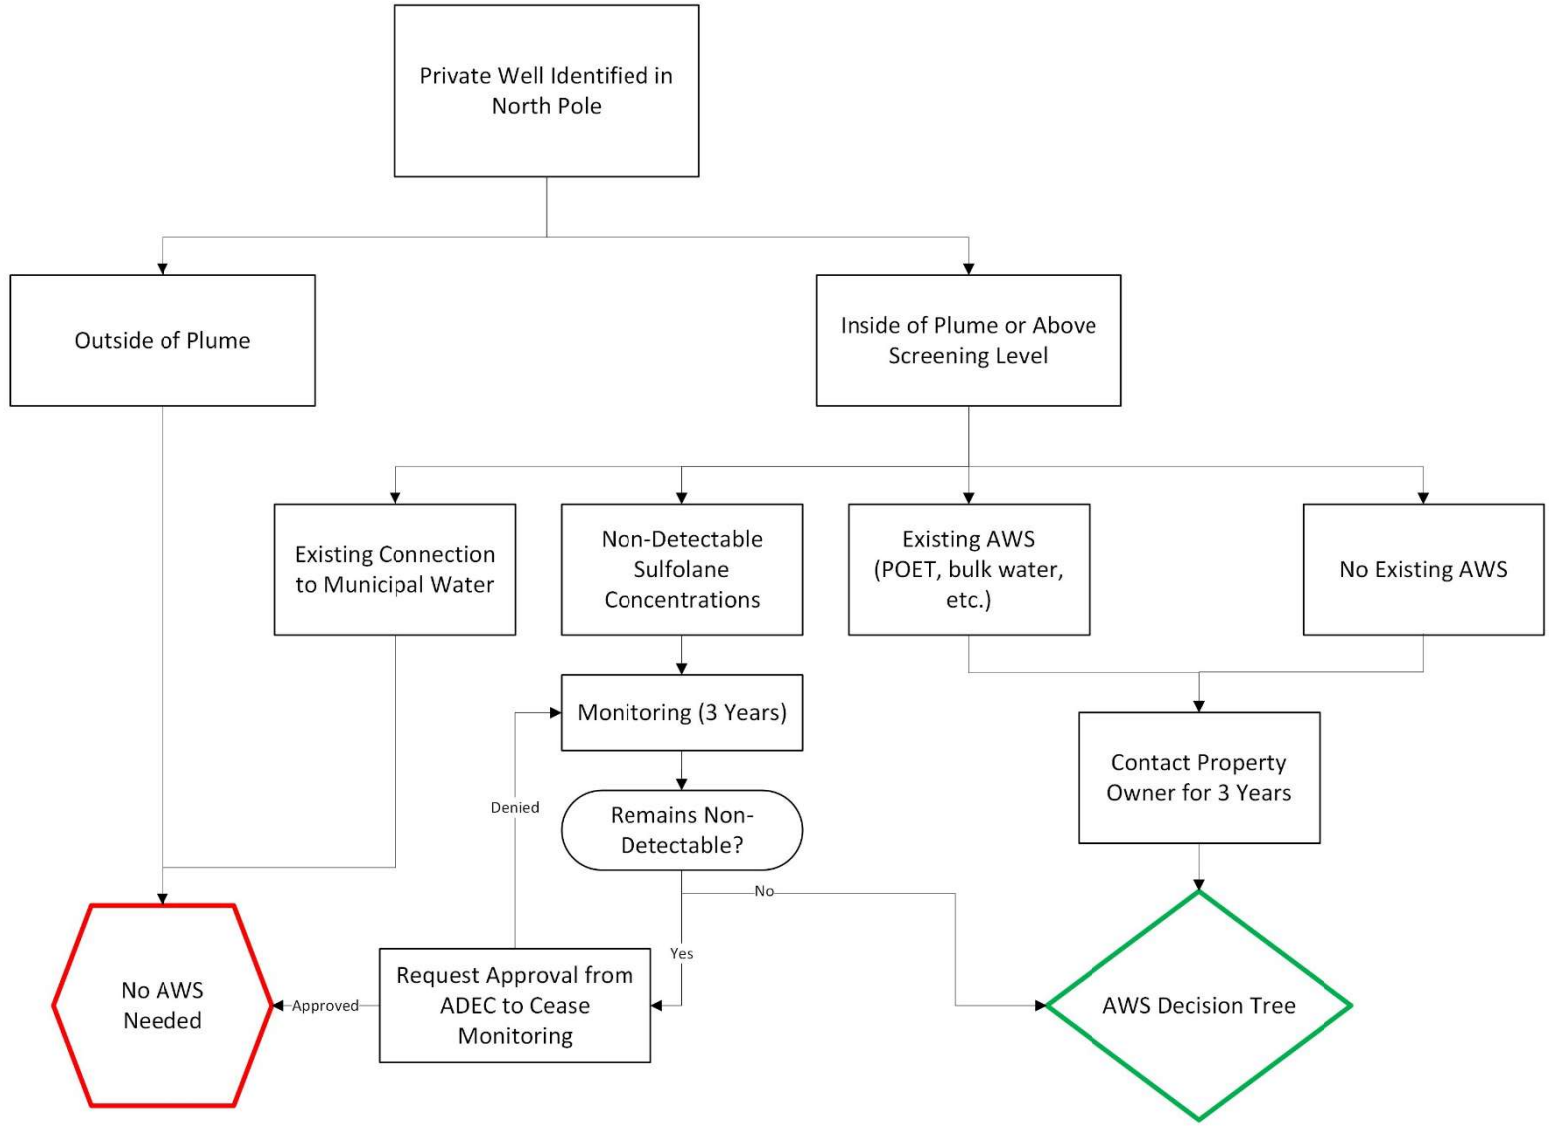 Private Well Identified in
North Pole
Outside of Plume
Inside of Plume or Above
Screening Level
Existing Connection
to Municipal Water
Non-Detectable
Sulfolane
Concentrations
Existing AWS
(POET, bulk water,
etc.)
No Existing AWS
Monitoring (3 Years)
Contact Property
Owner for 3 Years
Denied
Remains Non-
Detectable?
No
Yes
No AWS
Needed
Approved
Request Approval from
ADEC to Cease
Monitoring
AWS Decision Tree